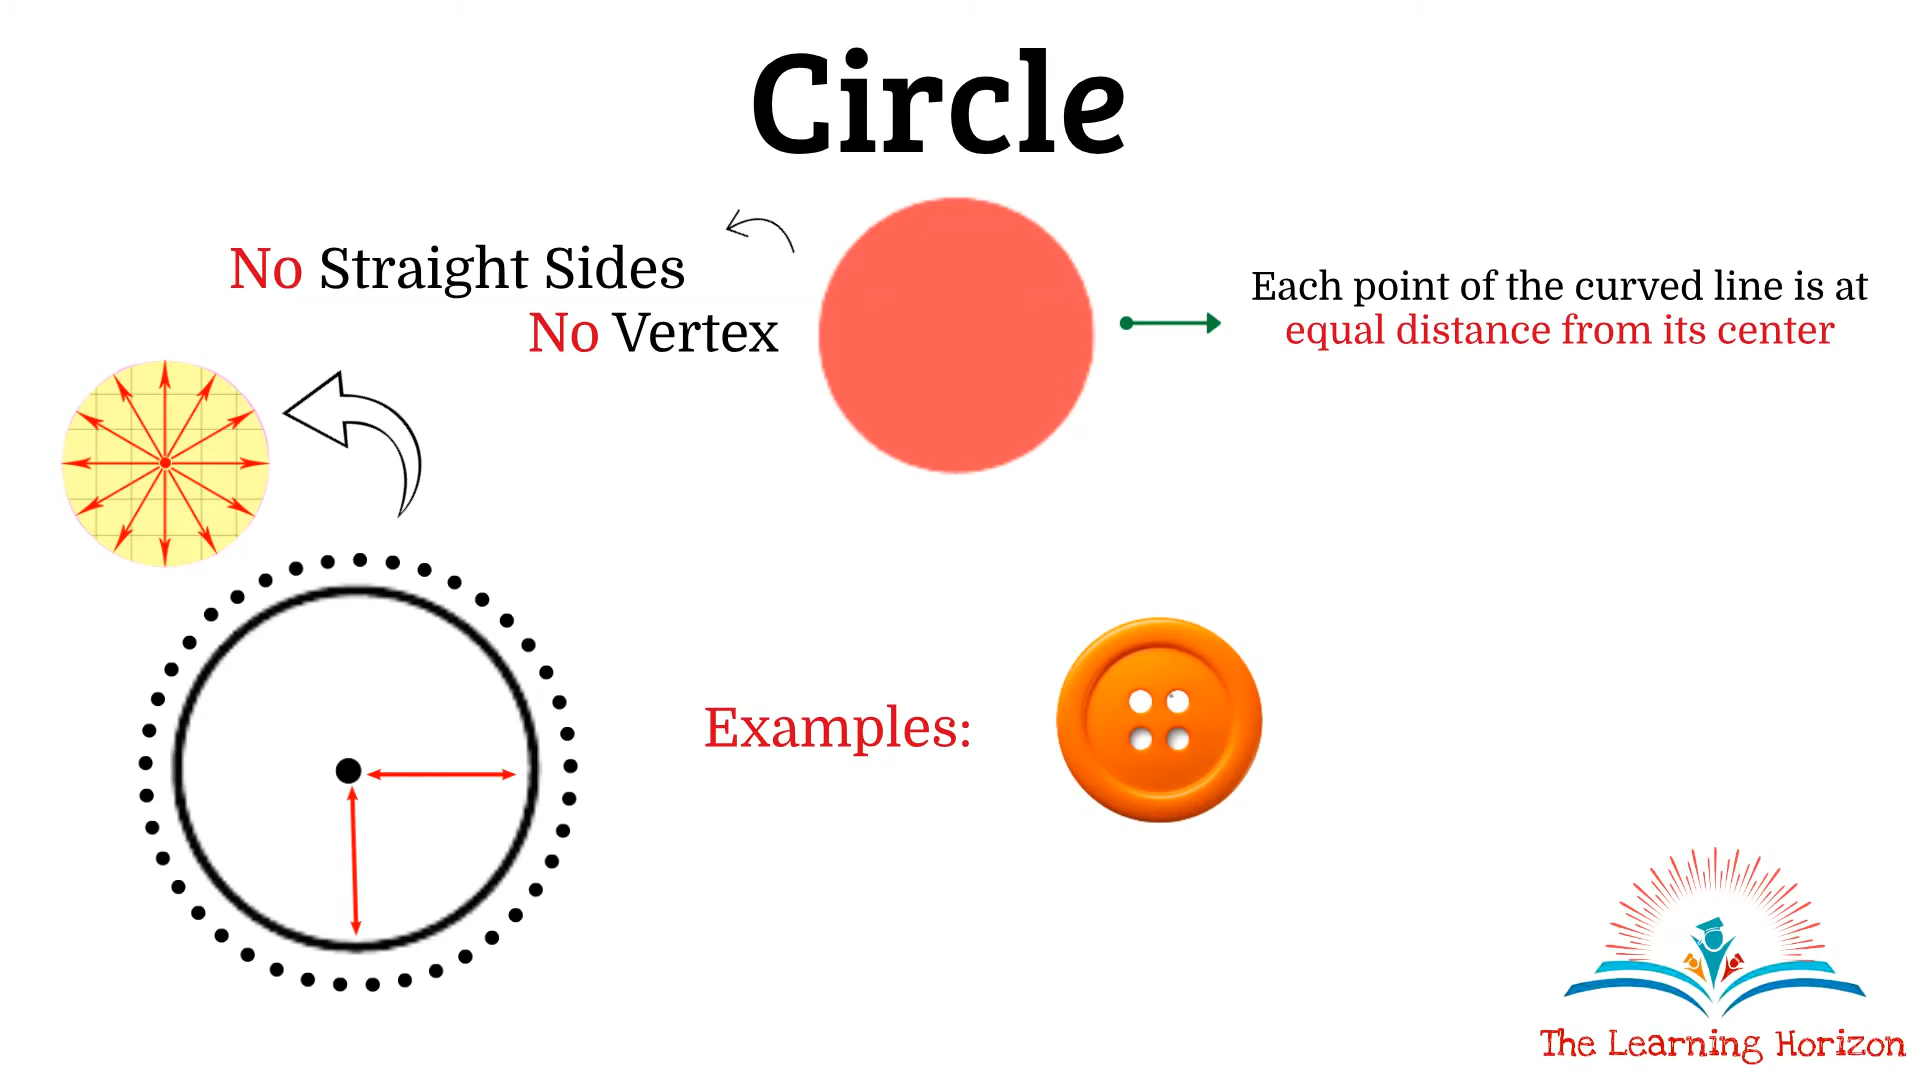 Circle
No Straight Sides
No Vertex
Each point of the curved line is at
equal distance from its center
Examples:
The Learning Horizon